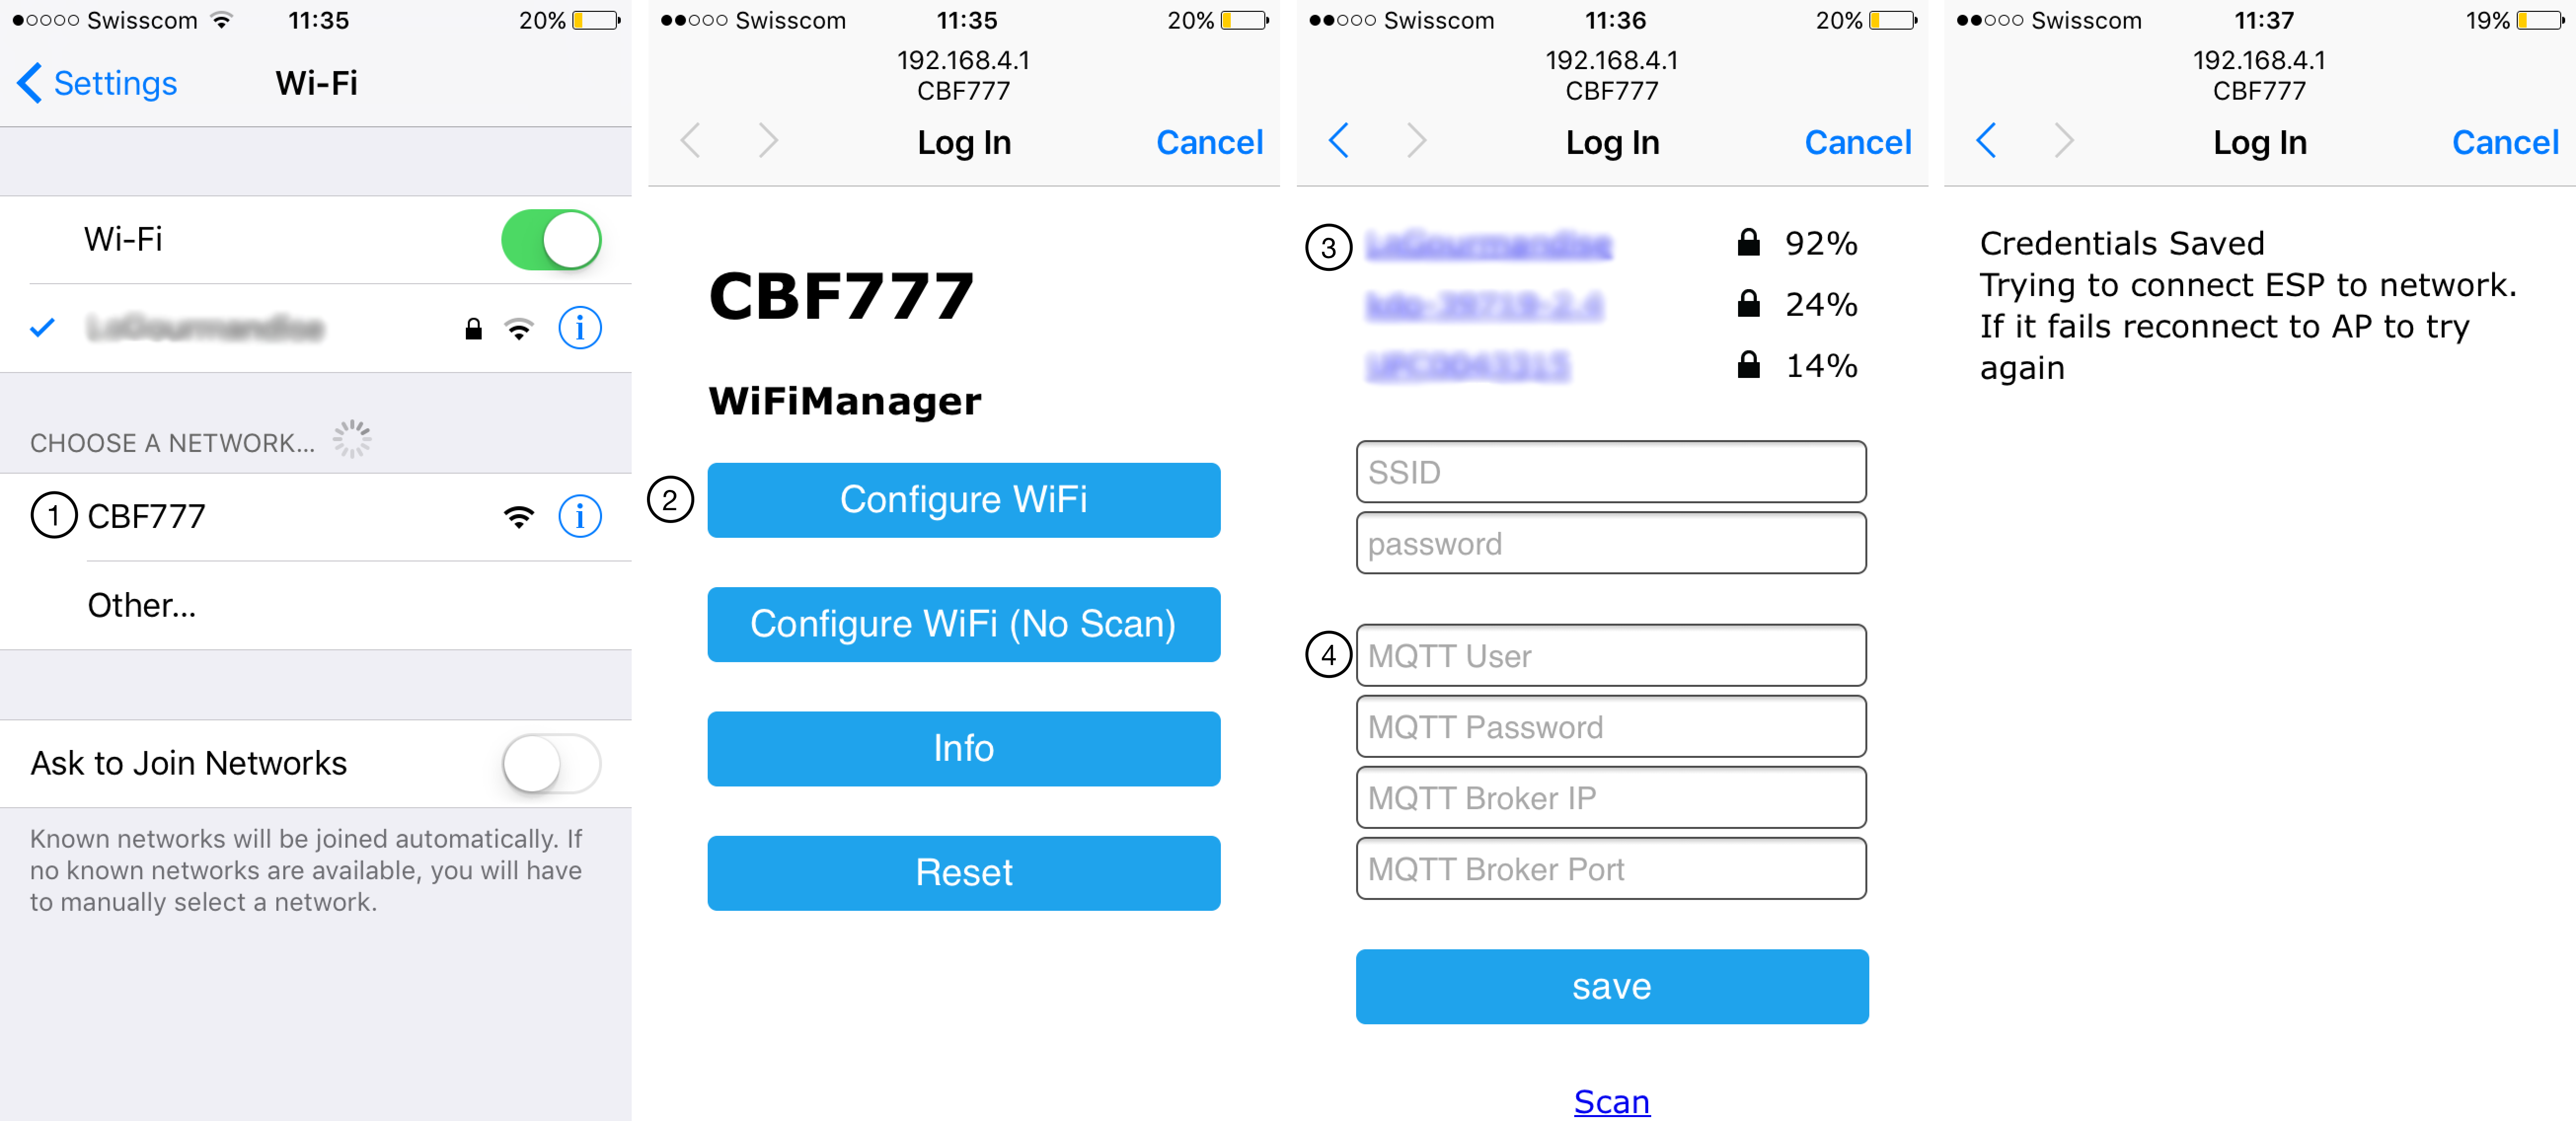 Swisscom 11:35 20%
Settings Wi-Fi
Wi-Fi
CHOOSE A NETWORK...
1 CBF777
Other...
Ask to Join Networks
Known networks will be joined automatically. If
no known networks are available, you will have
to manually select a network.
Swisscom 11:35 20%
192.168.4.1
CBF777
Log In Cancel
CBF777
WiFiManager
2 Configure WiFi
Configure WiFi (No Scan)
Info
Reset
Swisscom 11:36 20%
192.168.4.1
CBF777
Log In Cancel
3 92%
24%
14%
SSID
password
4 MQTT User
MQTT Password
MQTT Broker IP
MQTT Broker Port
save
Scan
Swisscom 11:37 19%
192.168.4.1
CBF777
Log In Cancel
Credentials Saved
Trying to connect ESP to network.
If it fails reconnect to AP to try
again